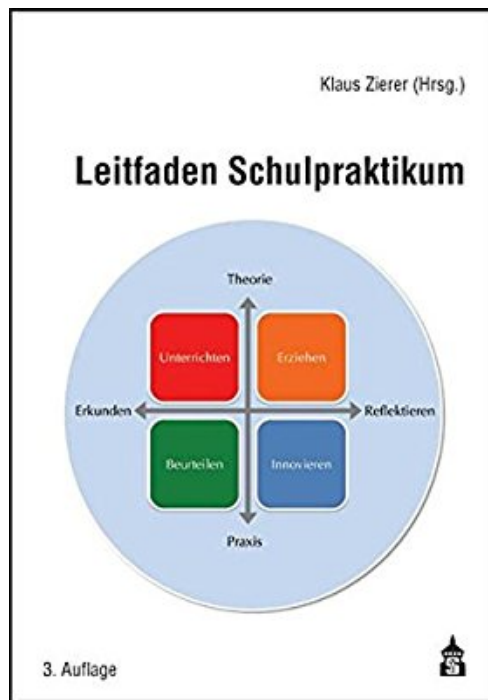 Klaus Zierer (Hrsg.)
Leitfaden Schulpraktikum
Theorie
Unterrichten
Erziehen
Erkunden
Reflektieren
Beurteilen
Innovieren
Praxis
3. Auflage